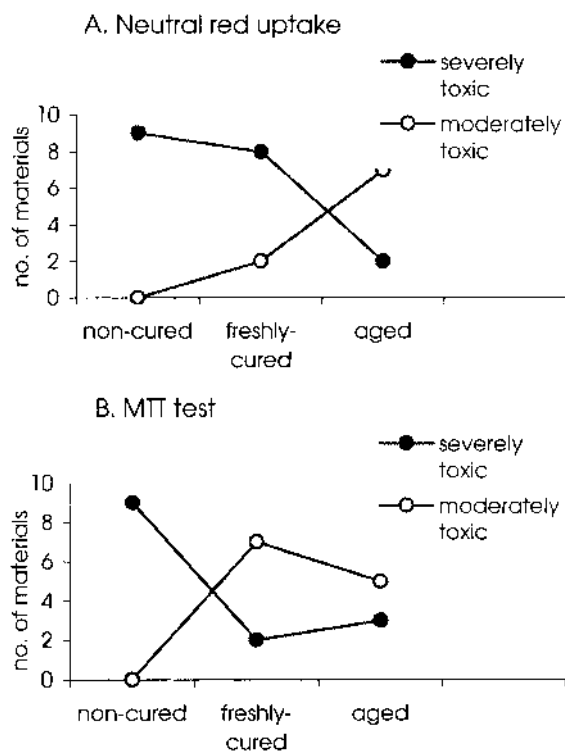 A. Neutral red uptake
severely
toxic
moderately
toxic
no. of materials
10
8
6
4
2
0
non-cured
freshly-
cured
aged
B. MTT test
severely
toxic
moderately
toxic
no. of materials
10
8
6
4
2
0
non-cured
freshly-
cured
aged